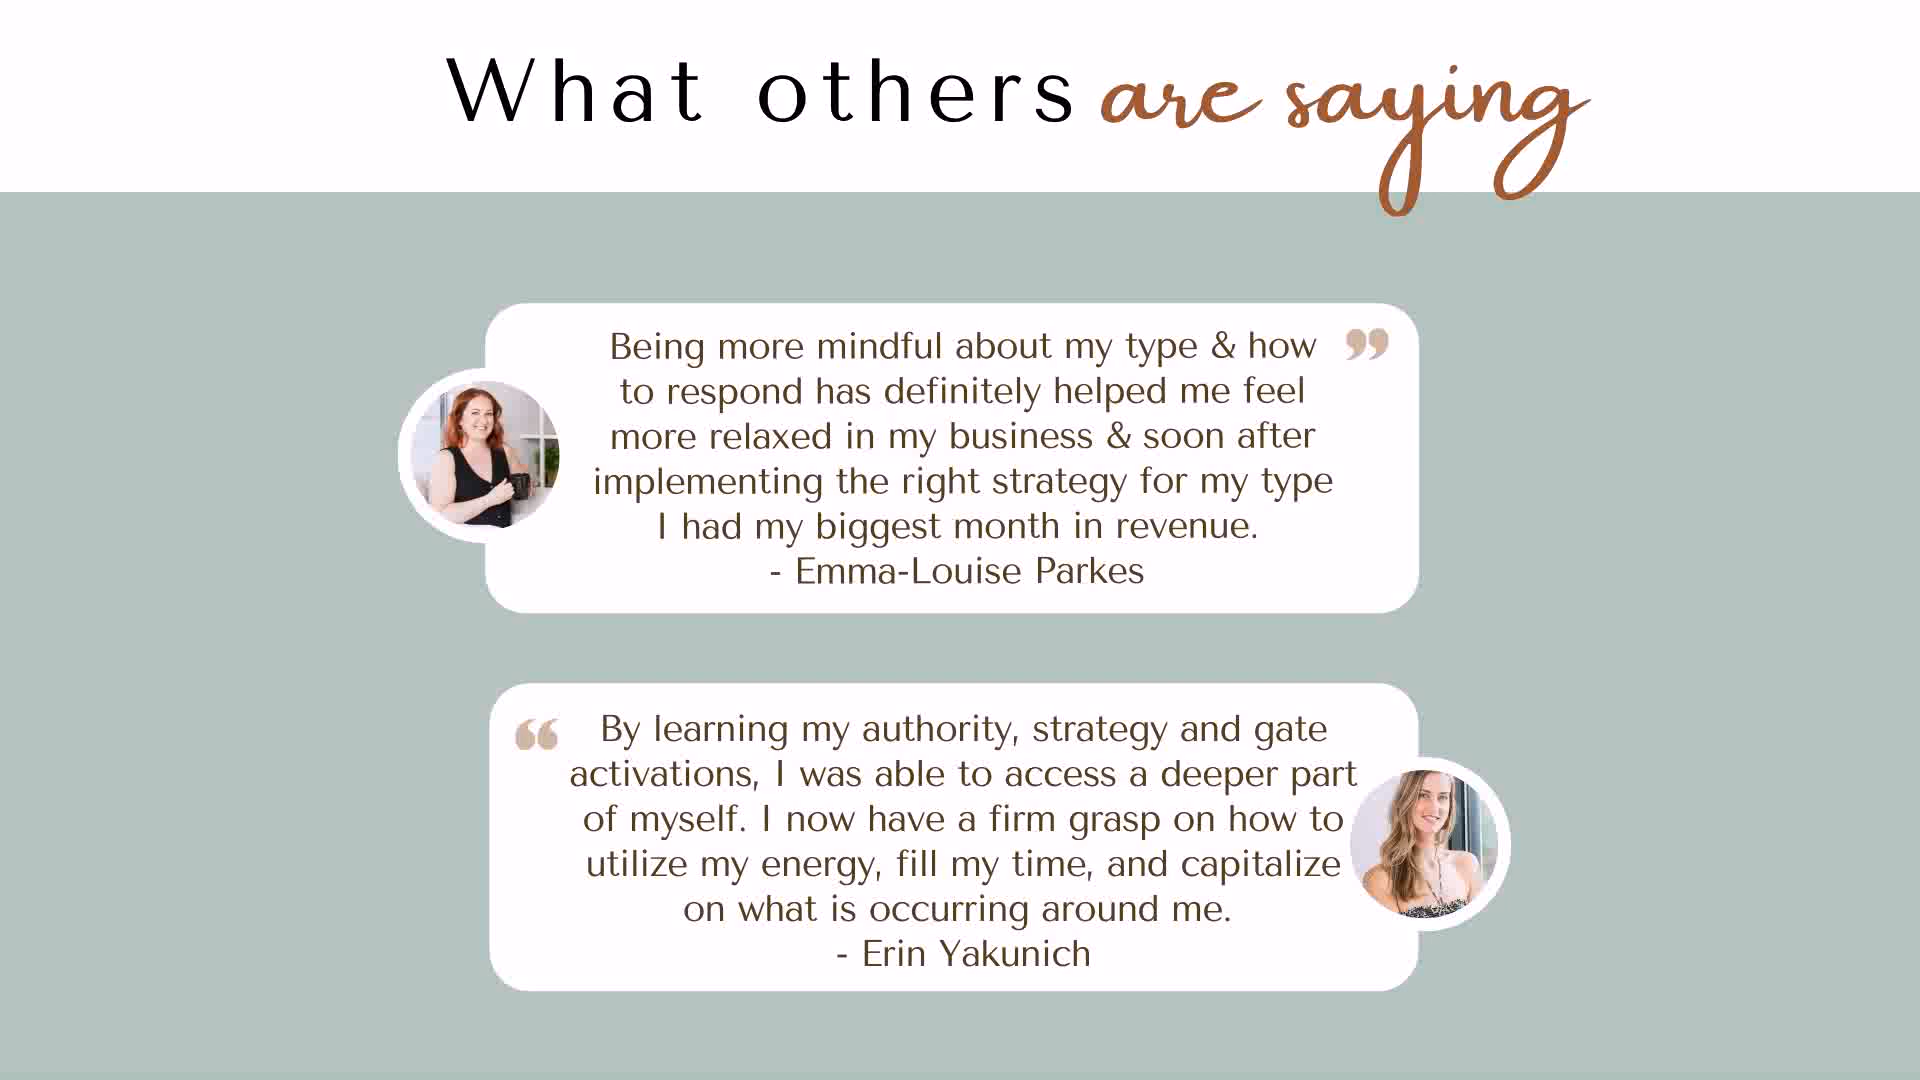 What others are saying
Being more mindful about my type & how
to respond has definitely helped me feel
more relaxed in my business & soon after
implementing the right strategy for my type
I had my biggest month in revenue.
- Emma-Louise Parkes
By learning my authority, strategy and gate
activations, I was able to access a deeper part
of myself. I now have a firm grasp on how to
utilize my energy, fill my time, and capitalize
on what is occurring around me.
- Erin Yakunich